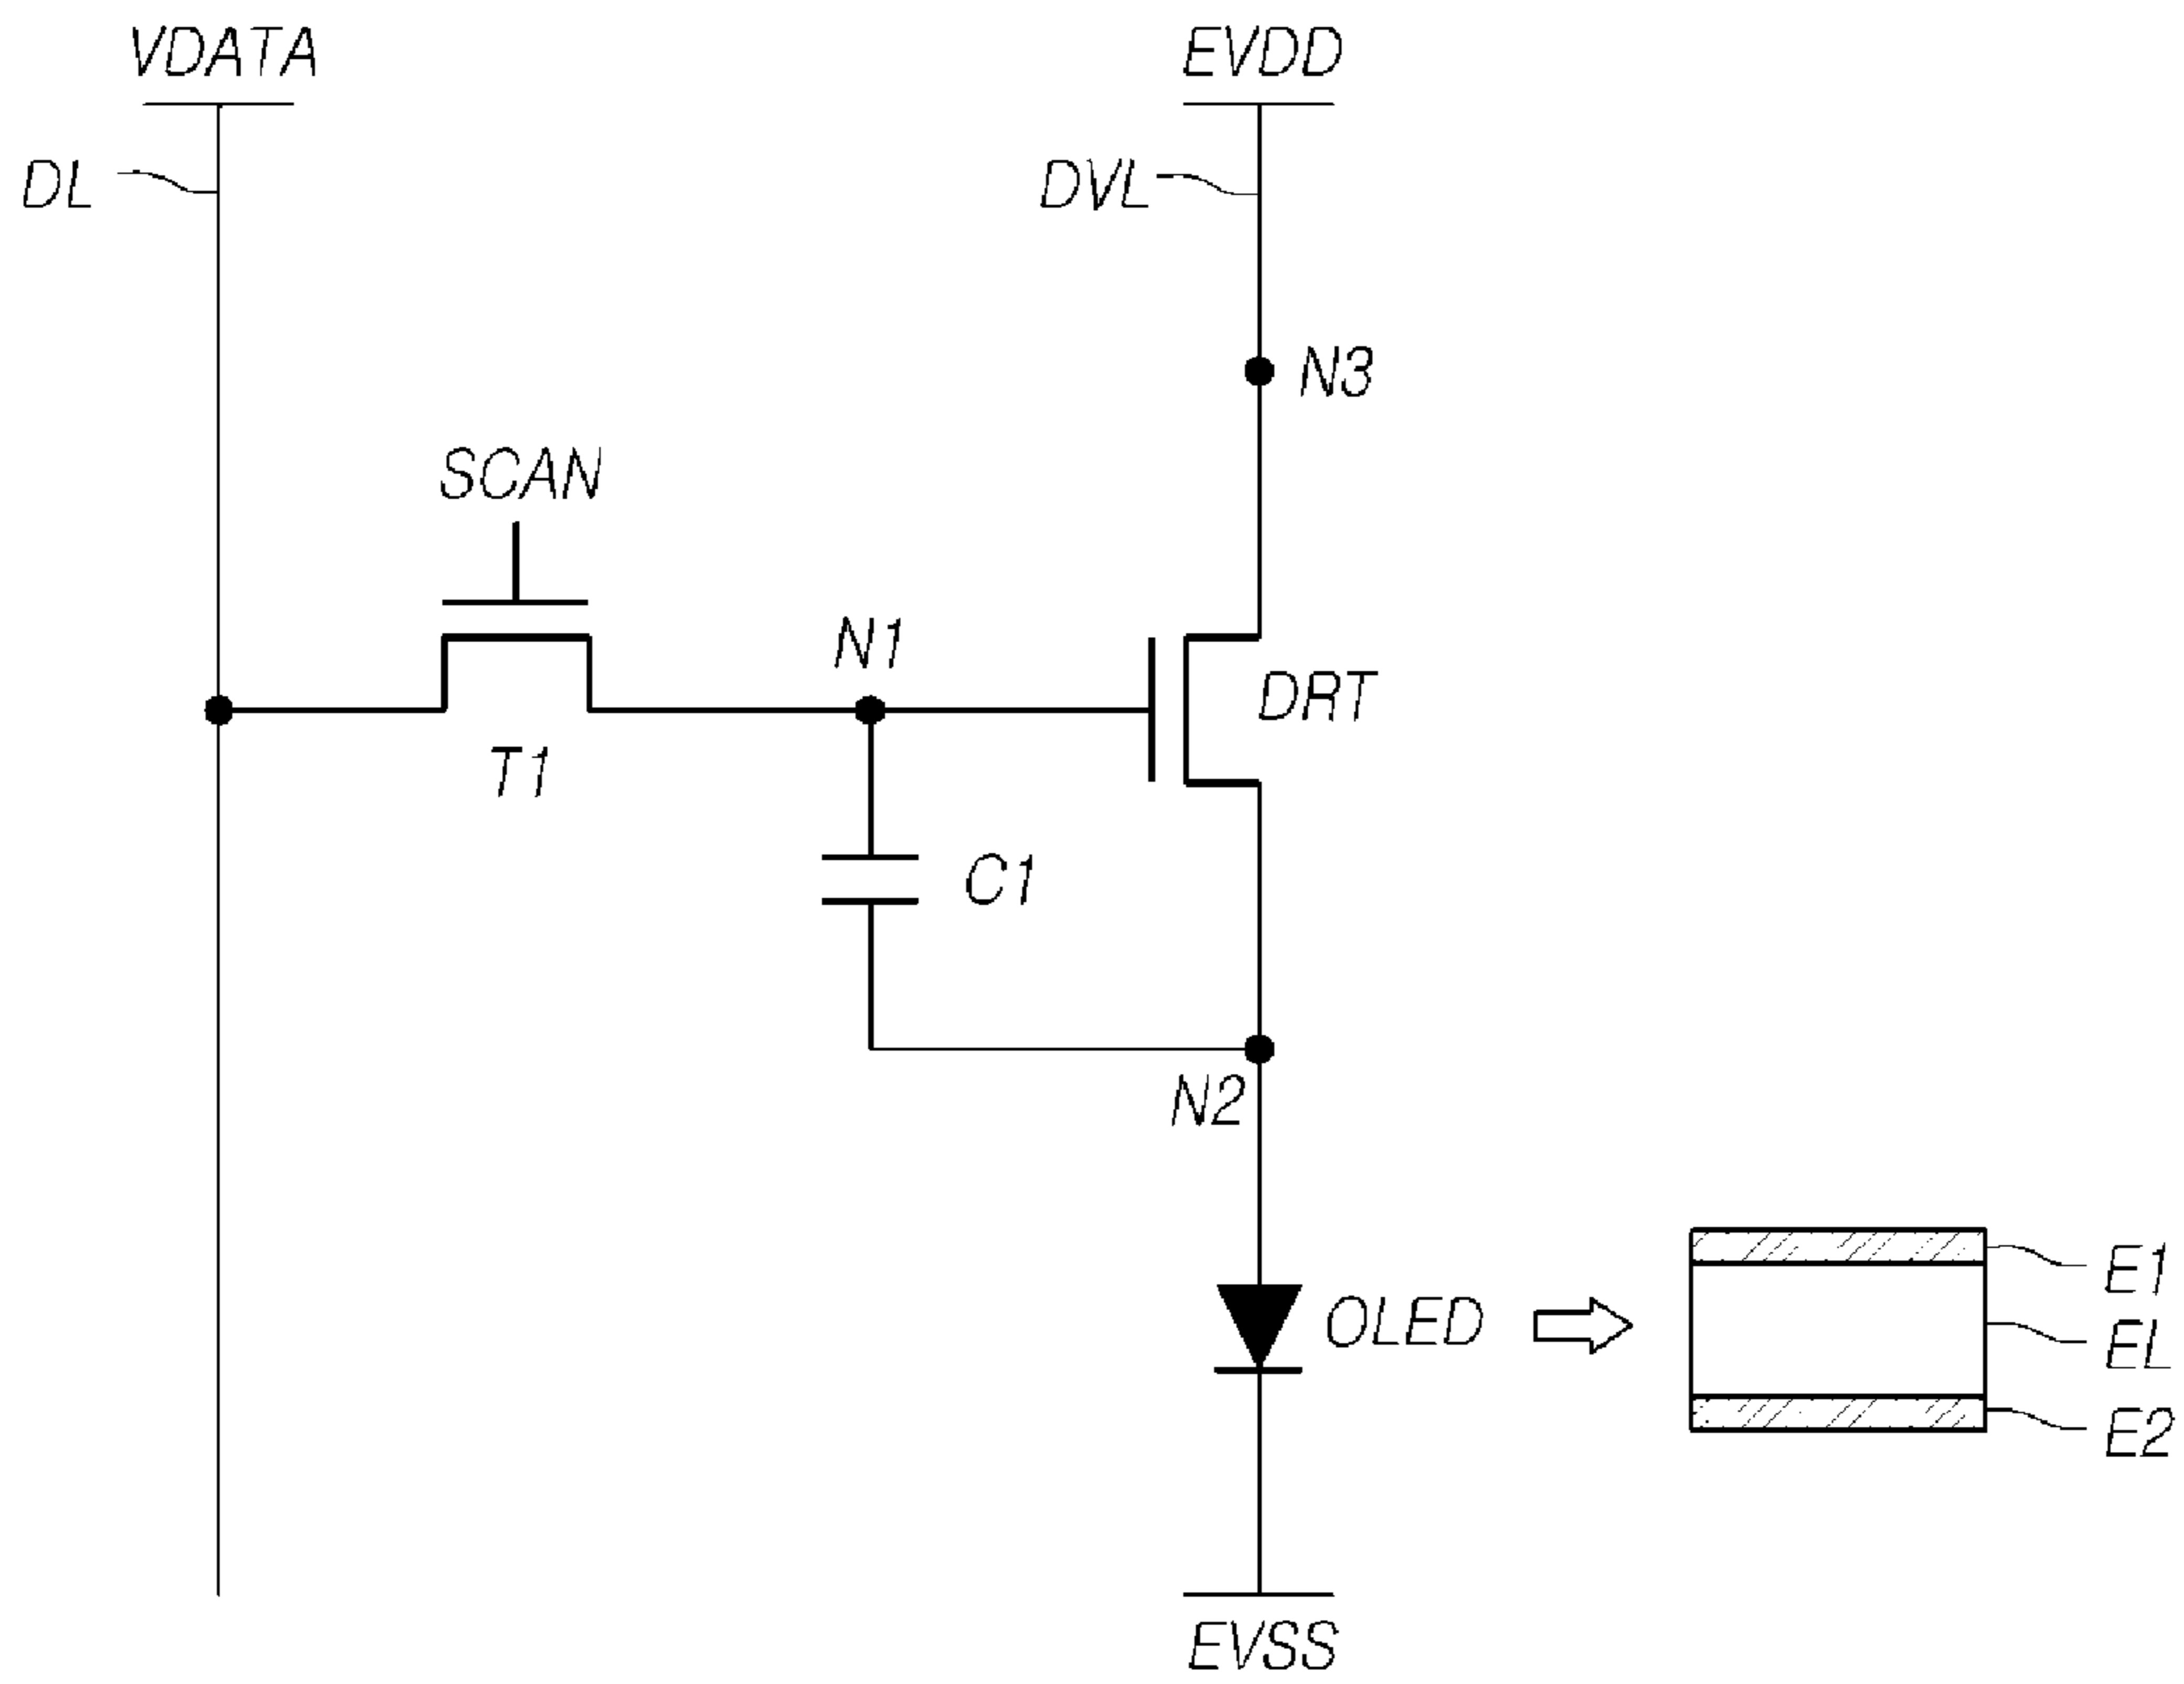 VDATA
EVDD
DL
DVL
N3
SCAN
N1
DRT
T1
C1
N2
E1
OLED
EL
E2
EVSS